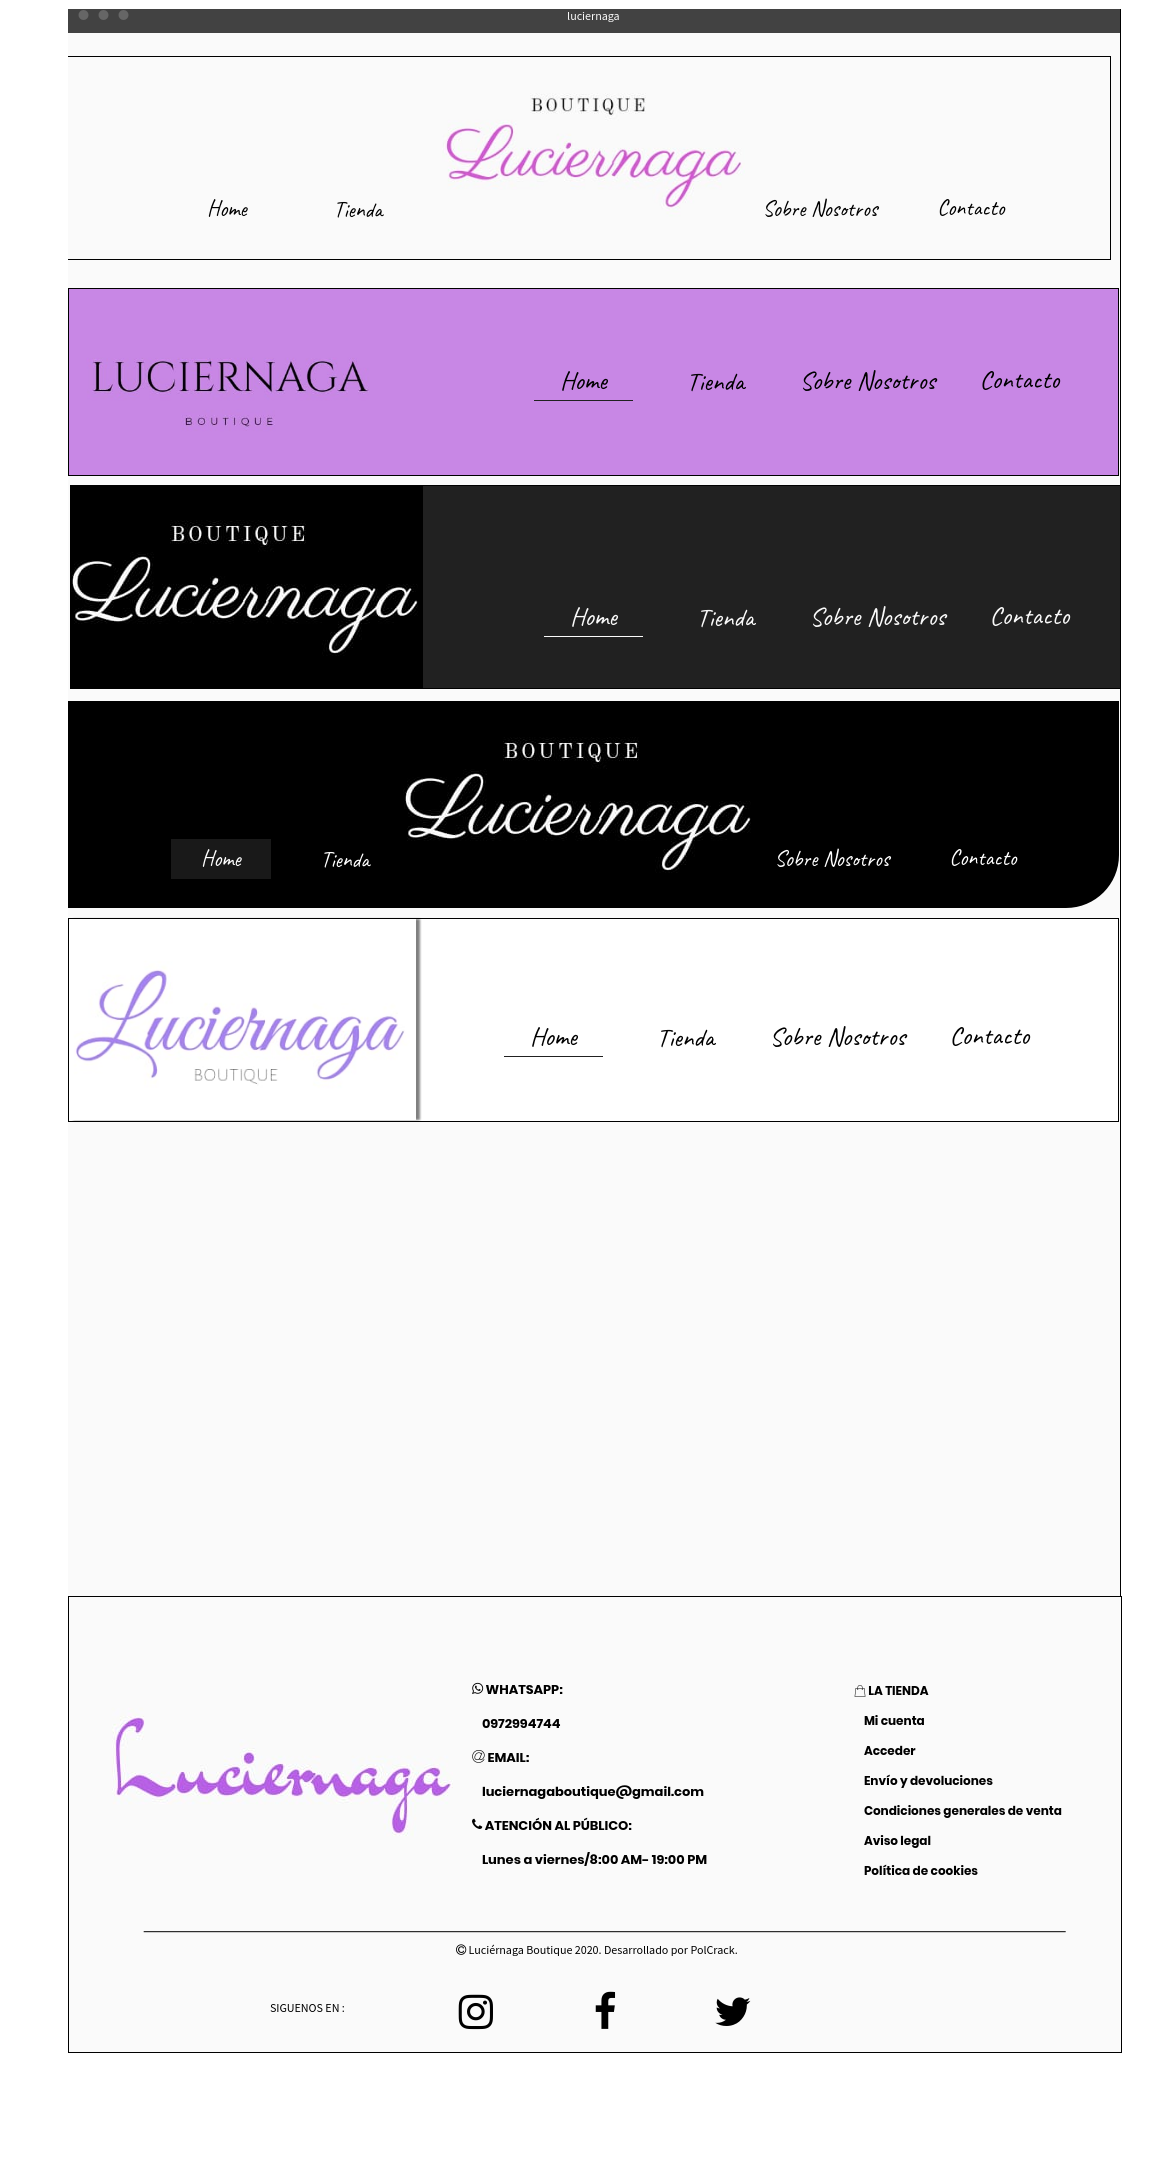 luciernaga
BOUTIQUE
Luciernaga
Home Tienda Sobre Nosotros Contacto
LUCIERNAGA
BOUTIQUE
Home Tienda Sobre Nosotros Contacto
BOUTIQUE
Luciernaga
Home Tienda Sobre Nosotros Contacto
BOUTIQUE
Luciernaga
Home Tienda Sobre Nosotros Contacto
Luciernaga
BOUTIQUE
Home Tienda Sobre Nosotros Contacto
Luciernaga
WHATSAPP:
0972994744
@ EMAIL:
luciernagaboutique@gmail.com
ATENCIÓN AL PÚBLICO:
Lunes a viernes/8:00 AM- 19:00 PM
LA TIENDA
Mi cuenta
Acceder
Envío y devoluciones
Condiciones generales de venta
Aviso legal
Política de cookies
© Luciérnaga Boutique 2020. Desarrollado por PolCrack.
SIGUENOS EN :